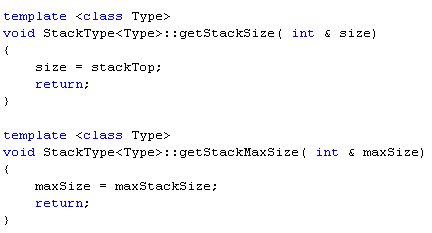 template <class Type>
void StackType<Type>::getStackSize( int & size)
{
    size = stackTop;
    return;
}

template <class Type>
void StackType<Type>::getStackMaxSize( int & maxSize)
{
    maxSize = maxStackSize;
    return;
}